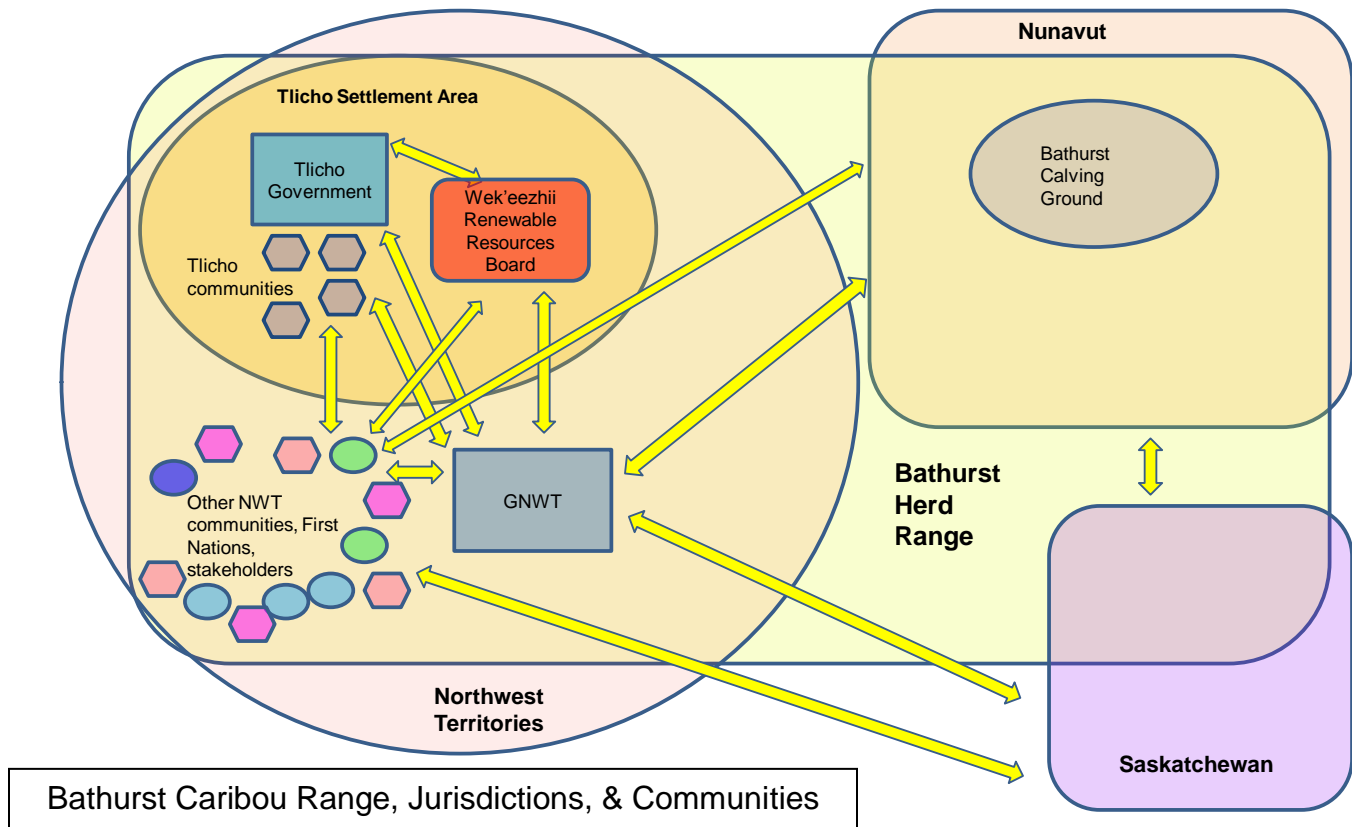 Nunavut
Tlicho Settlement Area
Tlicho
Government
Wek'eezhii
Renewable
Resources
Board
Bathurst
Calving
Ground
Tlicho
communities
Other NWT
communities, First
Nations,
stakeholders
GNWT
Bathurst
Herd
Range
Northwest
Territories
Saskatchewan
Bathurst Caribou Range, Jurisdictions, & Communities